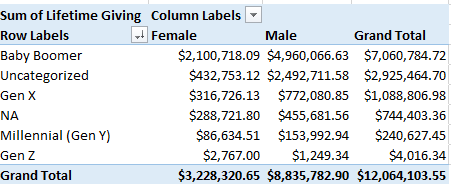 Sum of Lifetime Giving Column Labels
Row Labels Female Male Grand Total
Baby Boomer $2,100,718.09 $4,960,066.63 $7,060,784.72
Uncategorized $432,753.12 $2,492,711.58 $2,925,464.70
Gen X $316,726.13 $772,080.85 $1,088,806.98
NA $288,721.80 $455,681.56 $744,403.36
Millennial (Gen Y) $86,634.51 $153,992.94 $240,627.45
Gen Z $2,767.00 $1,249.34 $4,016.34
Grand Total $3,228,320.65 $8,835,782.90 $12,064,103.55